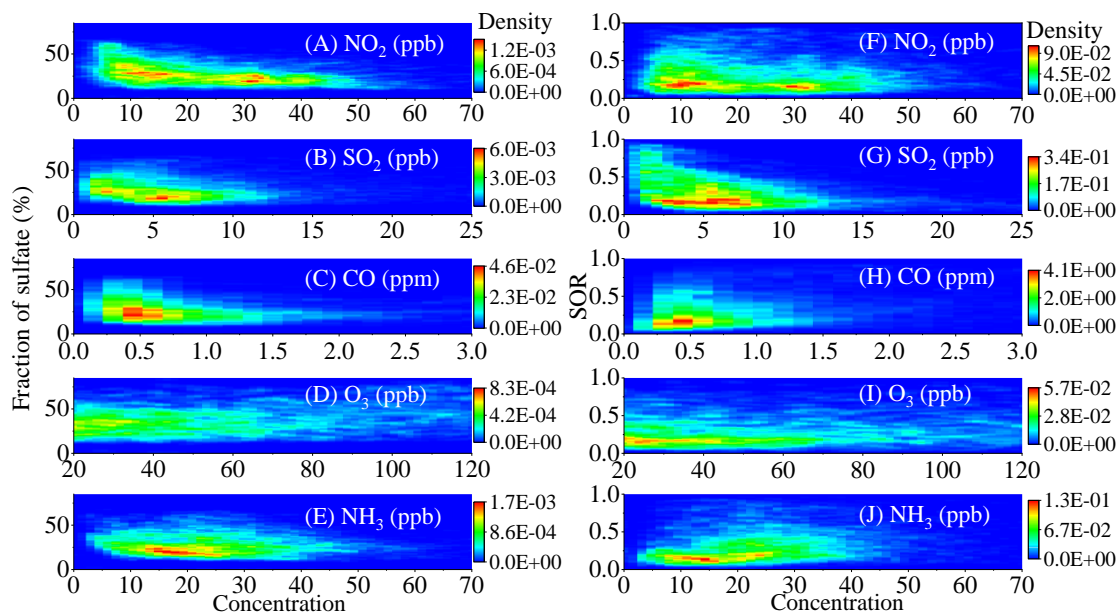 Density
(A) NO₂ (ppb)
50
0
0 10 20 30 40 50 60 70
1.2E-03
6.0E-04
0.0E+00
(B) SO₂ (ppb)
50
0
0 5 10 15 20 25
6.0E-03
3.0E-03
0.0E+00
(C) CO (ppm)
50
0
0.0 0.5 1.0 1.5 2.0 2.5 3.0
4.6E-02
2.3E-02
0.0E+00
(D) O₃ (ppb)
50
0
20 40 60 80 100 120
8.3E-04
4.2E-04
0.0E+00
(E) NH₃ (ppb)
50
0
0 10 20 30 40 50 60 70
1.7E-03
8.6E-04
0.0E+00
Fraction of sulfate (%)
Concentration
Density
(F) NO₂ (ppb)
1.0
0.5
0.0
0 10 20 30 40 50 60 70
9.0E-02
4.5E-02
0.0E+00
(G) SO₂ (ppb)
1.0
0.5
0.0
0 5 10 15 20 25
3.4E-01
1.7E-01
0.0E+00
(H) CO (ppm)
1.0
0.5
0.0
0.0 0.5 1.0 1.5 2.0 2.5 3.0
4.1E+00
2.0E+00
0.0E+00
(I) O₃ (ppb)
1.0
0.5
0.0
20 40 60 80 100 120
5.7E-02
2.8E-02
0.0E+00
(J) NH₃ (ppb)
1.0
0.5
0.0
0 10 20 30 40 50 60 70
1.3E-01
6.7E-02
0.0E+00
SOR
Concentration